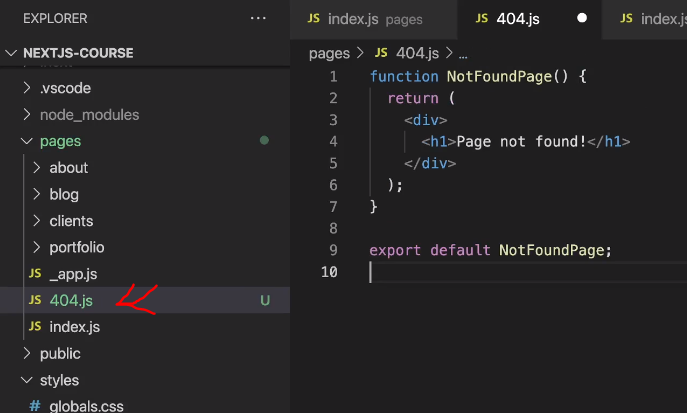 EXPLORER ...
NEXTJS-COURSE
.vscode
node_modules
pages
about
blog
clients
portfolio
JS _app.js
JS 404.js U
JS index.js
public
styles
# globals.css
JS index.js pages JS 404.js JS index.js
pages > JS 404.js > ...
1 function NotFoundPage() {
2 return (
3 <div>
4 <h1>Page not found!</h1>
5 </div>
6 );
7 }
8
9 export default NotFoundPage;
10